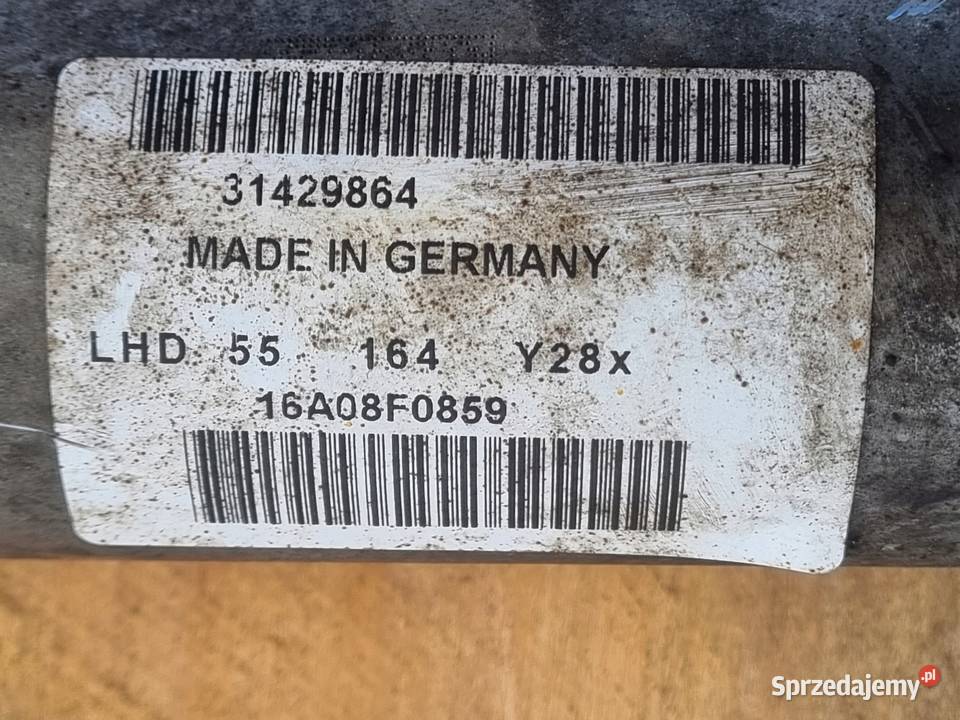 31429864
MADE IN GERMANY
LHD 55 164 Y28x
16A08F0859
Sprzedajemy.pl